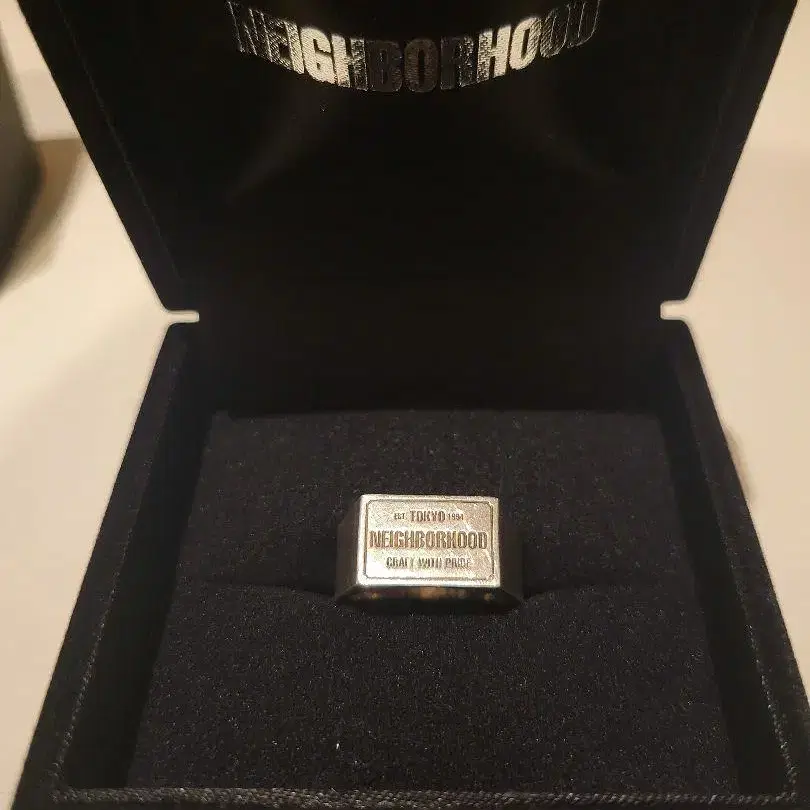 NEIGHBORHOOD
EST. TOKYO 1994
NEIGHBORHOOD
CRAFT WITH PRIDE